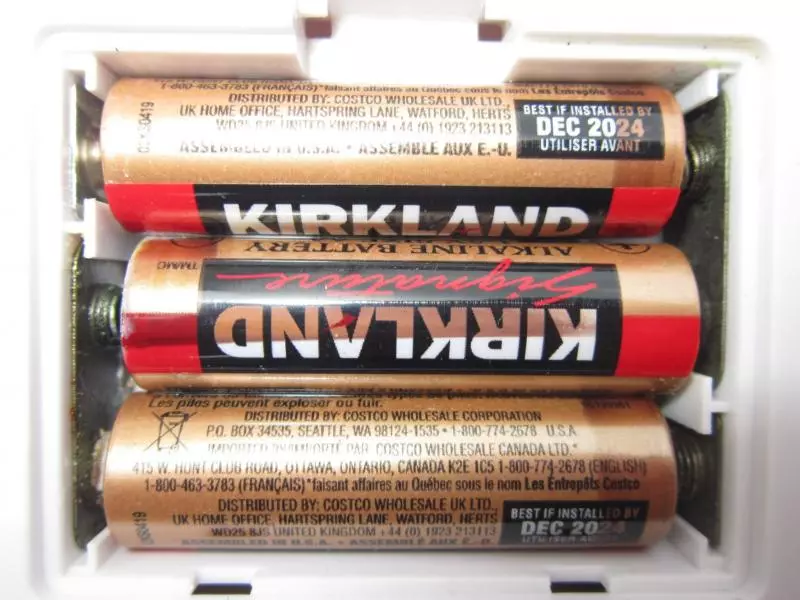 1-800-463-3783 (FRANÇAIS) *faisant affaires au Québec sous le nom Les Entrepôts Costco
DISTRIBUTED BY: COSTCO WHOLESALE UK LTD.,
UK HOME OFFICE, HARTSPRING LANE, WATFORD, HERTS
WD25 8JS UNITED KINGDOM +44 (0) 1923 213113
ASSEMBLED IN U.S.A. • ASSEMBLÉ AUX E.-U.
BEST IF INSTALLED BY
DEC 2024
UTILISER AVANT
KIRKLAND
ALKALINE BATTERY
TM/MC
Signature
KIRKLAND
Les piles peuvent exploser ou fuir.
DISTRIBUTED BY: COSTCO WHOLESALE CORPORATION
P.O. BOX 34535, SEATTLE, WA 98124-1535 • 1-800-774-2678 U.S.A.
IMPORTED BY/IMPORTÉ PAR COSTCO WHOLESALE CANADA LTD.*
415 W. HUNT CLUB ROAD, OTTAWA, ONTARIO, CANADA K2E 1C5 1-800-774-2678 (ENGLISH)
1-800-463-3783 (FRANÇAIS) *faisant affaires au Québec sous le nom Les Entrepôts Costco
DISTRIBUTED BY: COSTCO WHOLESALE UK LTD.,
UK HOME OFFICE, HARTSPRING LANE, WATFORD, HERTS
WD25 8JS UNITED KINGDOM +44 (0) 1923 213113
ASSEMBLED IN U.S.A. • ASSEMBLÉ AUX E.-U.
BEST IF INSTALLED BY
DEC 2024
UTILISER AVANT